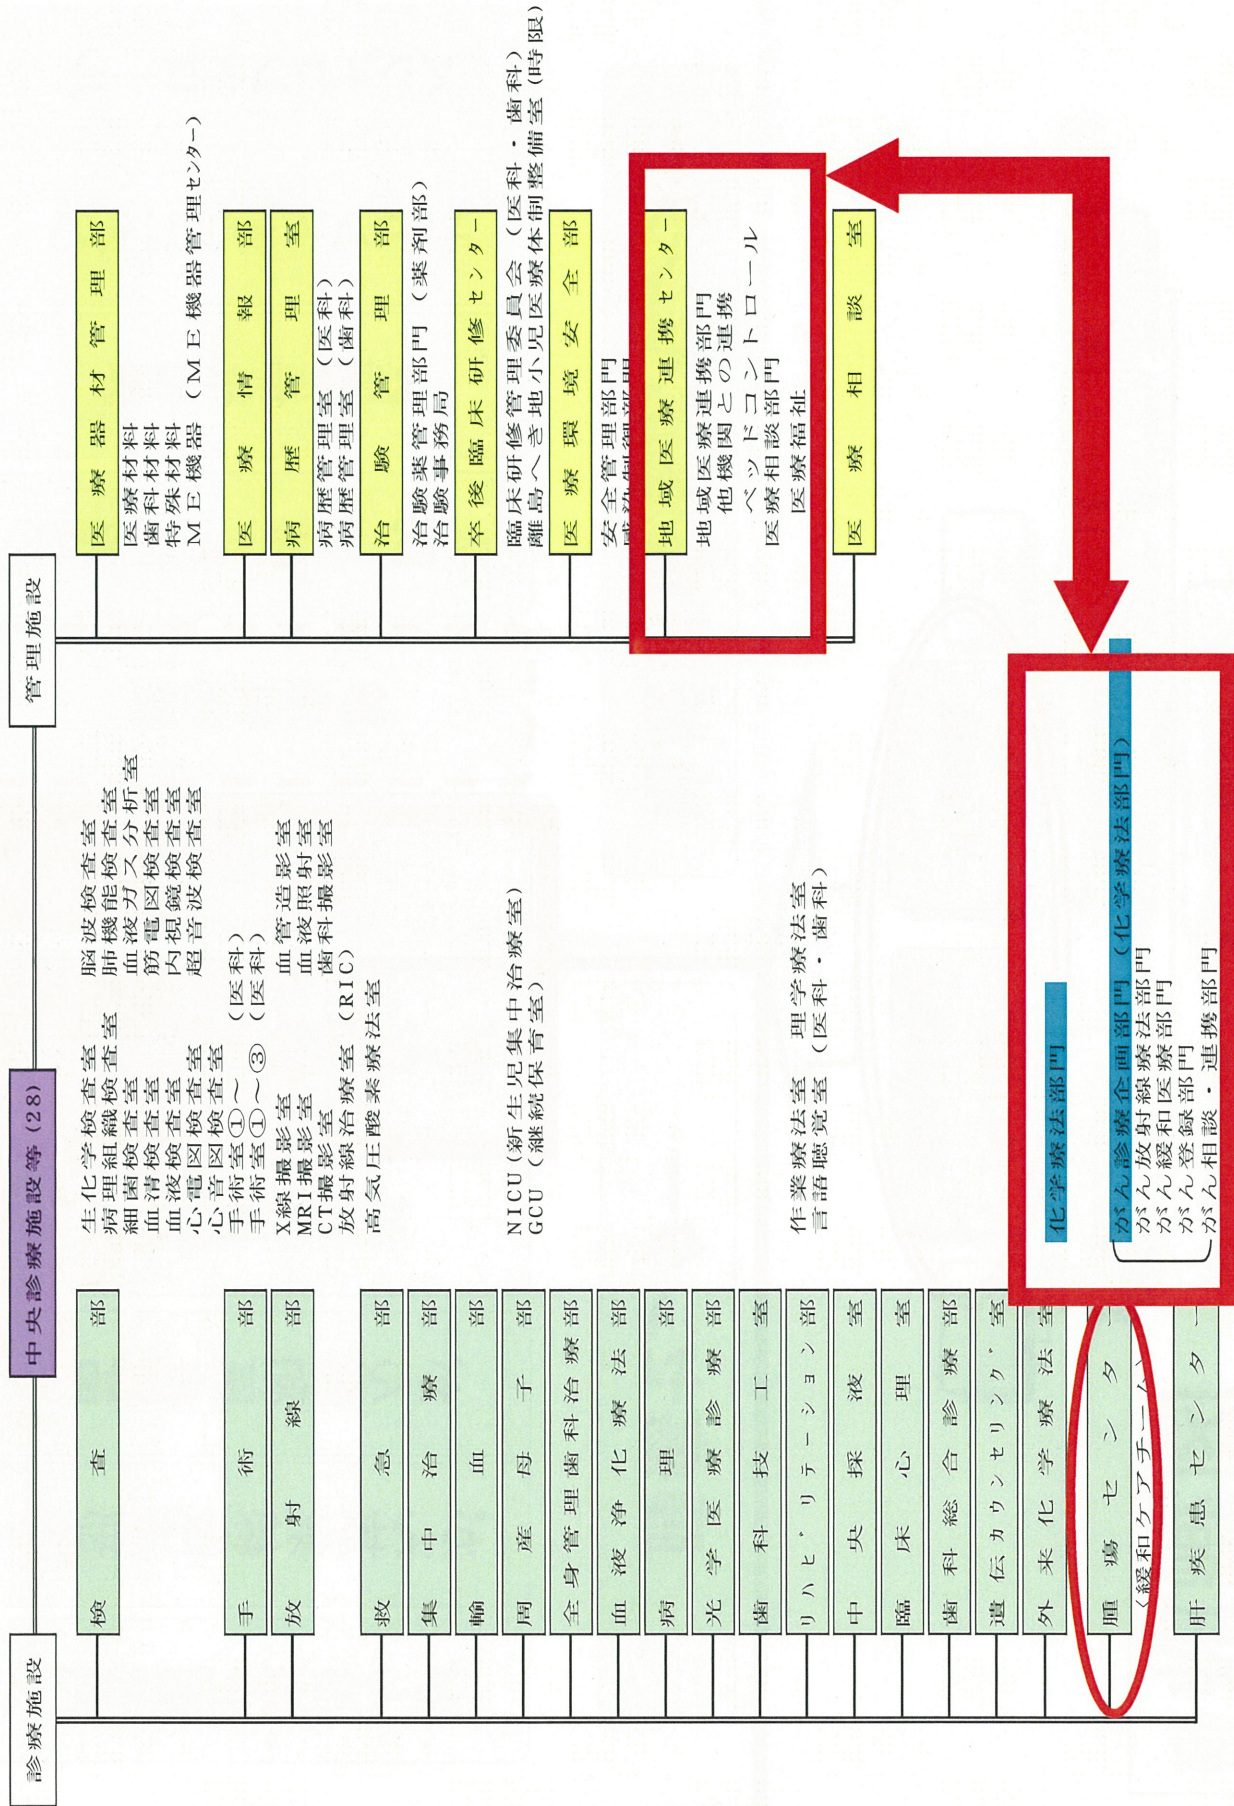 中央診療施設等(28)
診療施設
検査部
生化学検査室 脳波検査室
病理組織検査室 肺機能検査室
細菌検査室 血液ガス分析室
血清検査室 筋電図検査室
血液検査室 内視鏡検査室
心電図検査室 超音波検査室
心音図検査室
手術部
手術室①～ (医科)
手術室①～③ (医科)
放射線部
X線撮影室 血管造影室
MRI撮影室 血液照射室
CT撮影室 歯科撮影室
放射線治療室 (RIC)
救急部
高気圧酸素療法室
集中治療部
輸血部
周産母子部
NICU(新生児集中治療室)
GCU(継続保育室)
全身管理歯科治療部
血液浄化療法部
病理部
光学医療診療部
歯科技工室
リハビリテーション部
作業療法室 理学療法室
言語聴覚室 (医科・歯科)
中央採液室
臨床心理室
歯科総合診療部
遺伝カウンセリング室
外来化学療法室
化学療法部門
腫瘍センター
(緩和ケアチーム)
がん診療企画部門 (化学療法部門)
がん放射線療法部門
がん緩和医療部門
がん登録部門
がん相談・連携部門
肝疾患センター
管理施設
医療器材管理部
医療材料
歯科材料
特殊材料
ME機器 (ME機器管理センター)
医療情報部
病歴管理室
病歴管理室 (医科)
病歴管理室 (歯科)
治験管理部
治験薬管理部門 (薬剤部)
治験事務局
卒後臨床研修センター
臨床研修管理委員会 (医科・歯科)
離島へき地小児医療体制整備室(時限)
医療環境安全部
安全管理部門
感染制御部門
地域医療連携センター
地域医療連携部門
他機関との連携
ベッドコントロール
医療相談部門
医療福祉
医療相談室